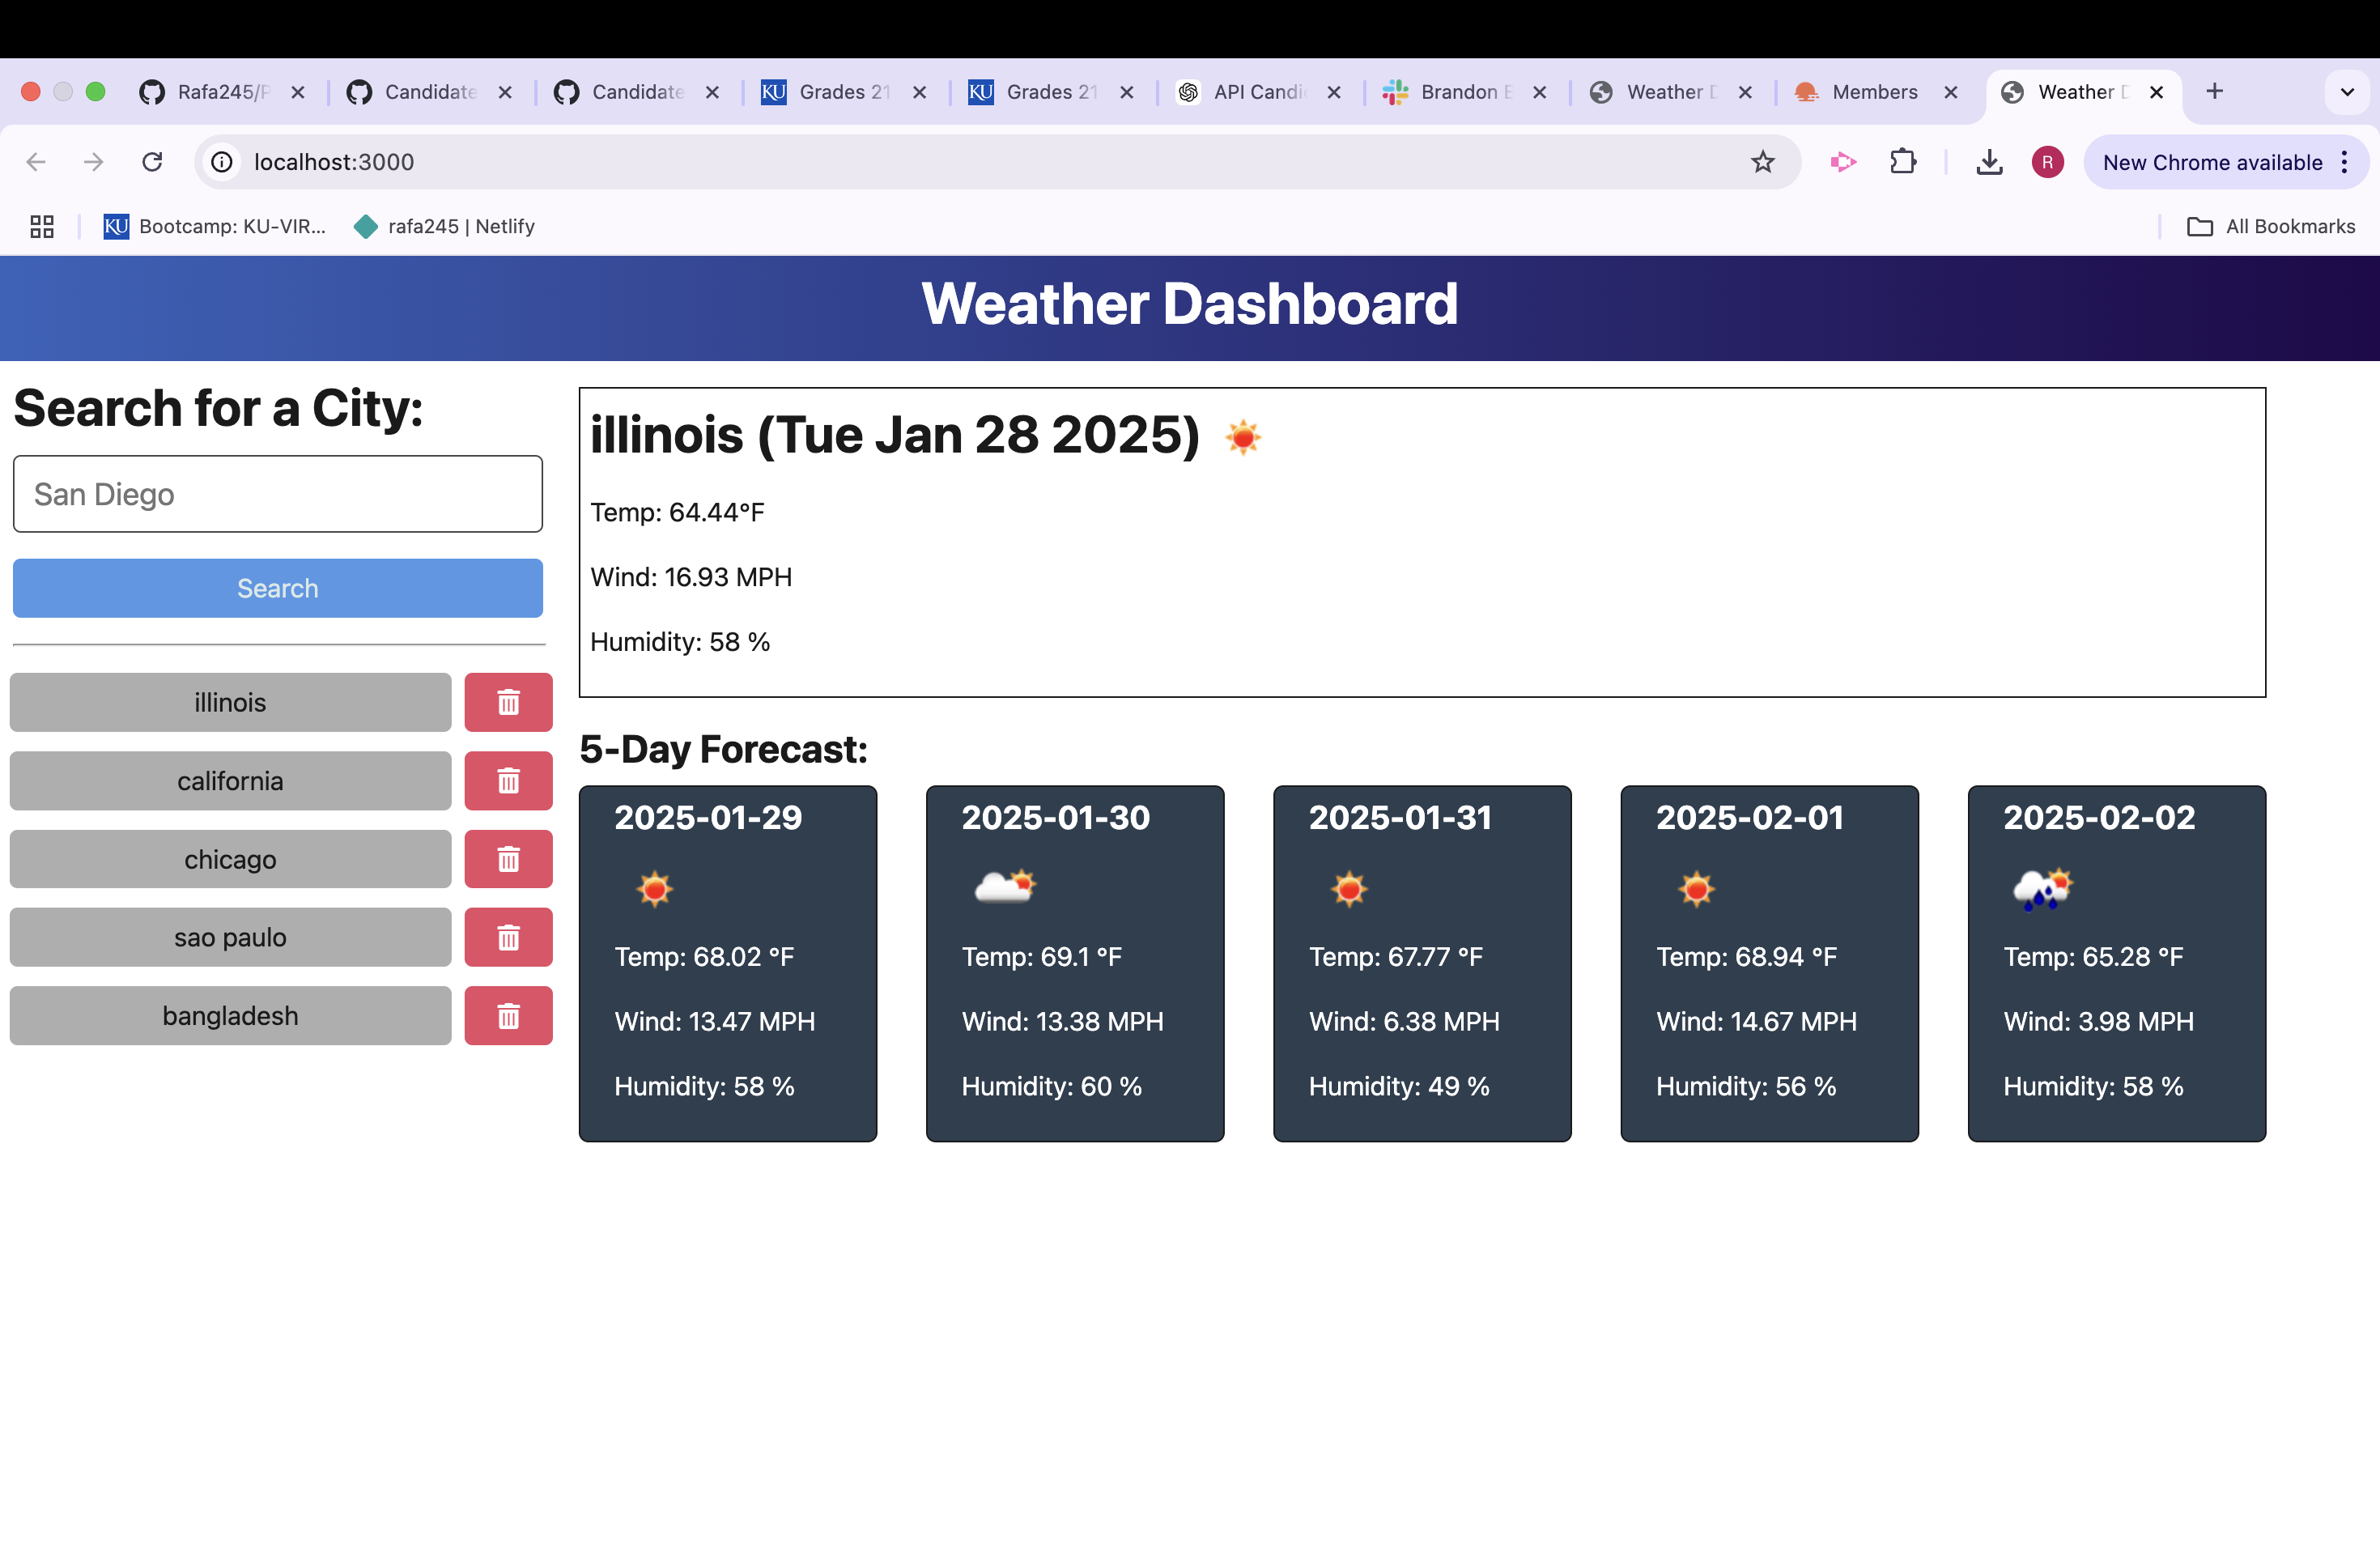 Rafa245/P
Candidate
Candidate
Grades 21
Grades 21
API Candi
Brandon B
Weather D
Members
Weather D
localhost:3000
R
New Chrome available
KU Bootcamp: KU-VIR...
rafa245 | Netlify
All Bookmarks
Weather Dashboard
Search for a City:
San Diego
Search
illinois
california
chicago
sao paulo
bangladesh
illinois (Tue Jan 28 2025)
Temp: 64.44°F
Wind: 16.93 MPH
Humidity: 58 %
5-Day Forecast:
2025-01-29
Temp: 68.02 °F
Wind: 13.47 MPH
Humidity: 58 %
2025-01-30
Temp: 69.1 °F
Wind: 13.38 MPH
Humidity: 60 %
2025-01-31
Temp: 67.77 °F
Wind: 6.38 MPH
Humidity: 49 %
2025-02-01
Temp: 68.94 °F
Wind: 14.67 MPH
Humidity: 56 %
2025-02-02
Temp: 65.28 °F
Wind: 3.98 MPH
Humidity: 58 %